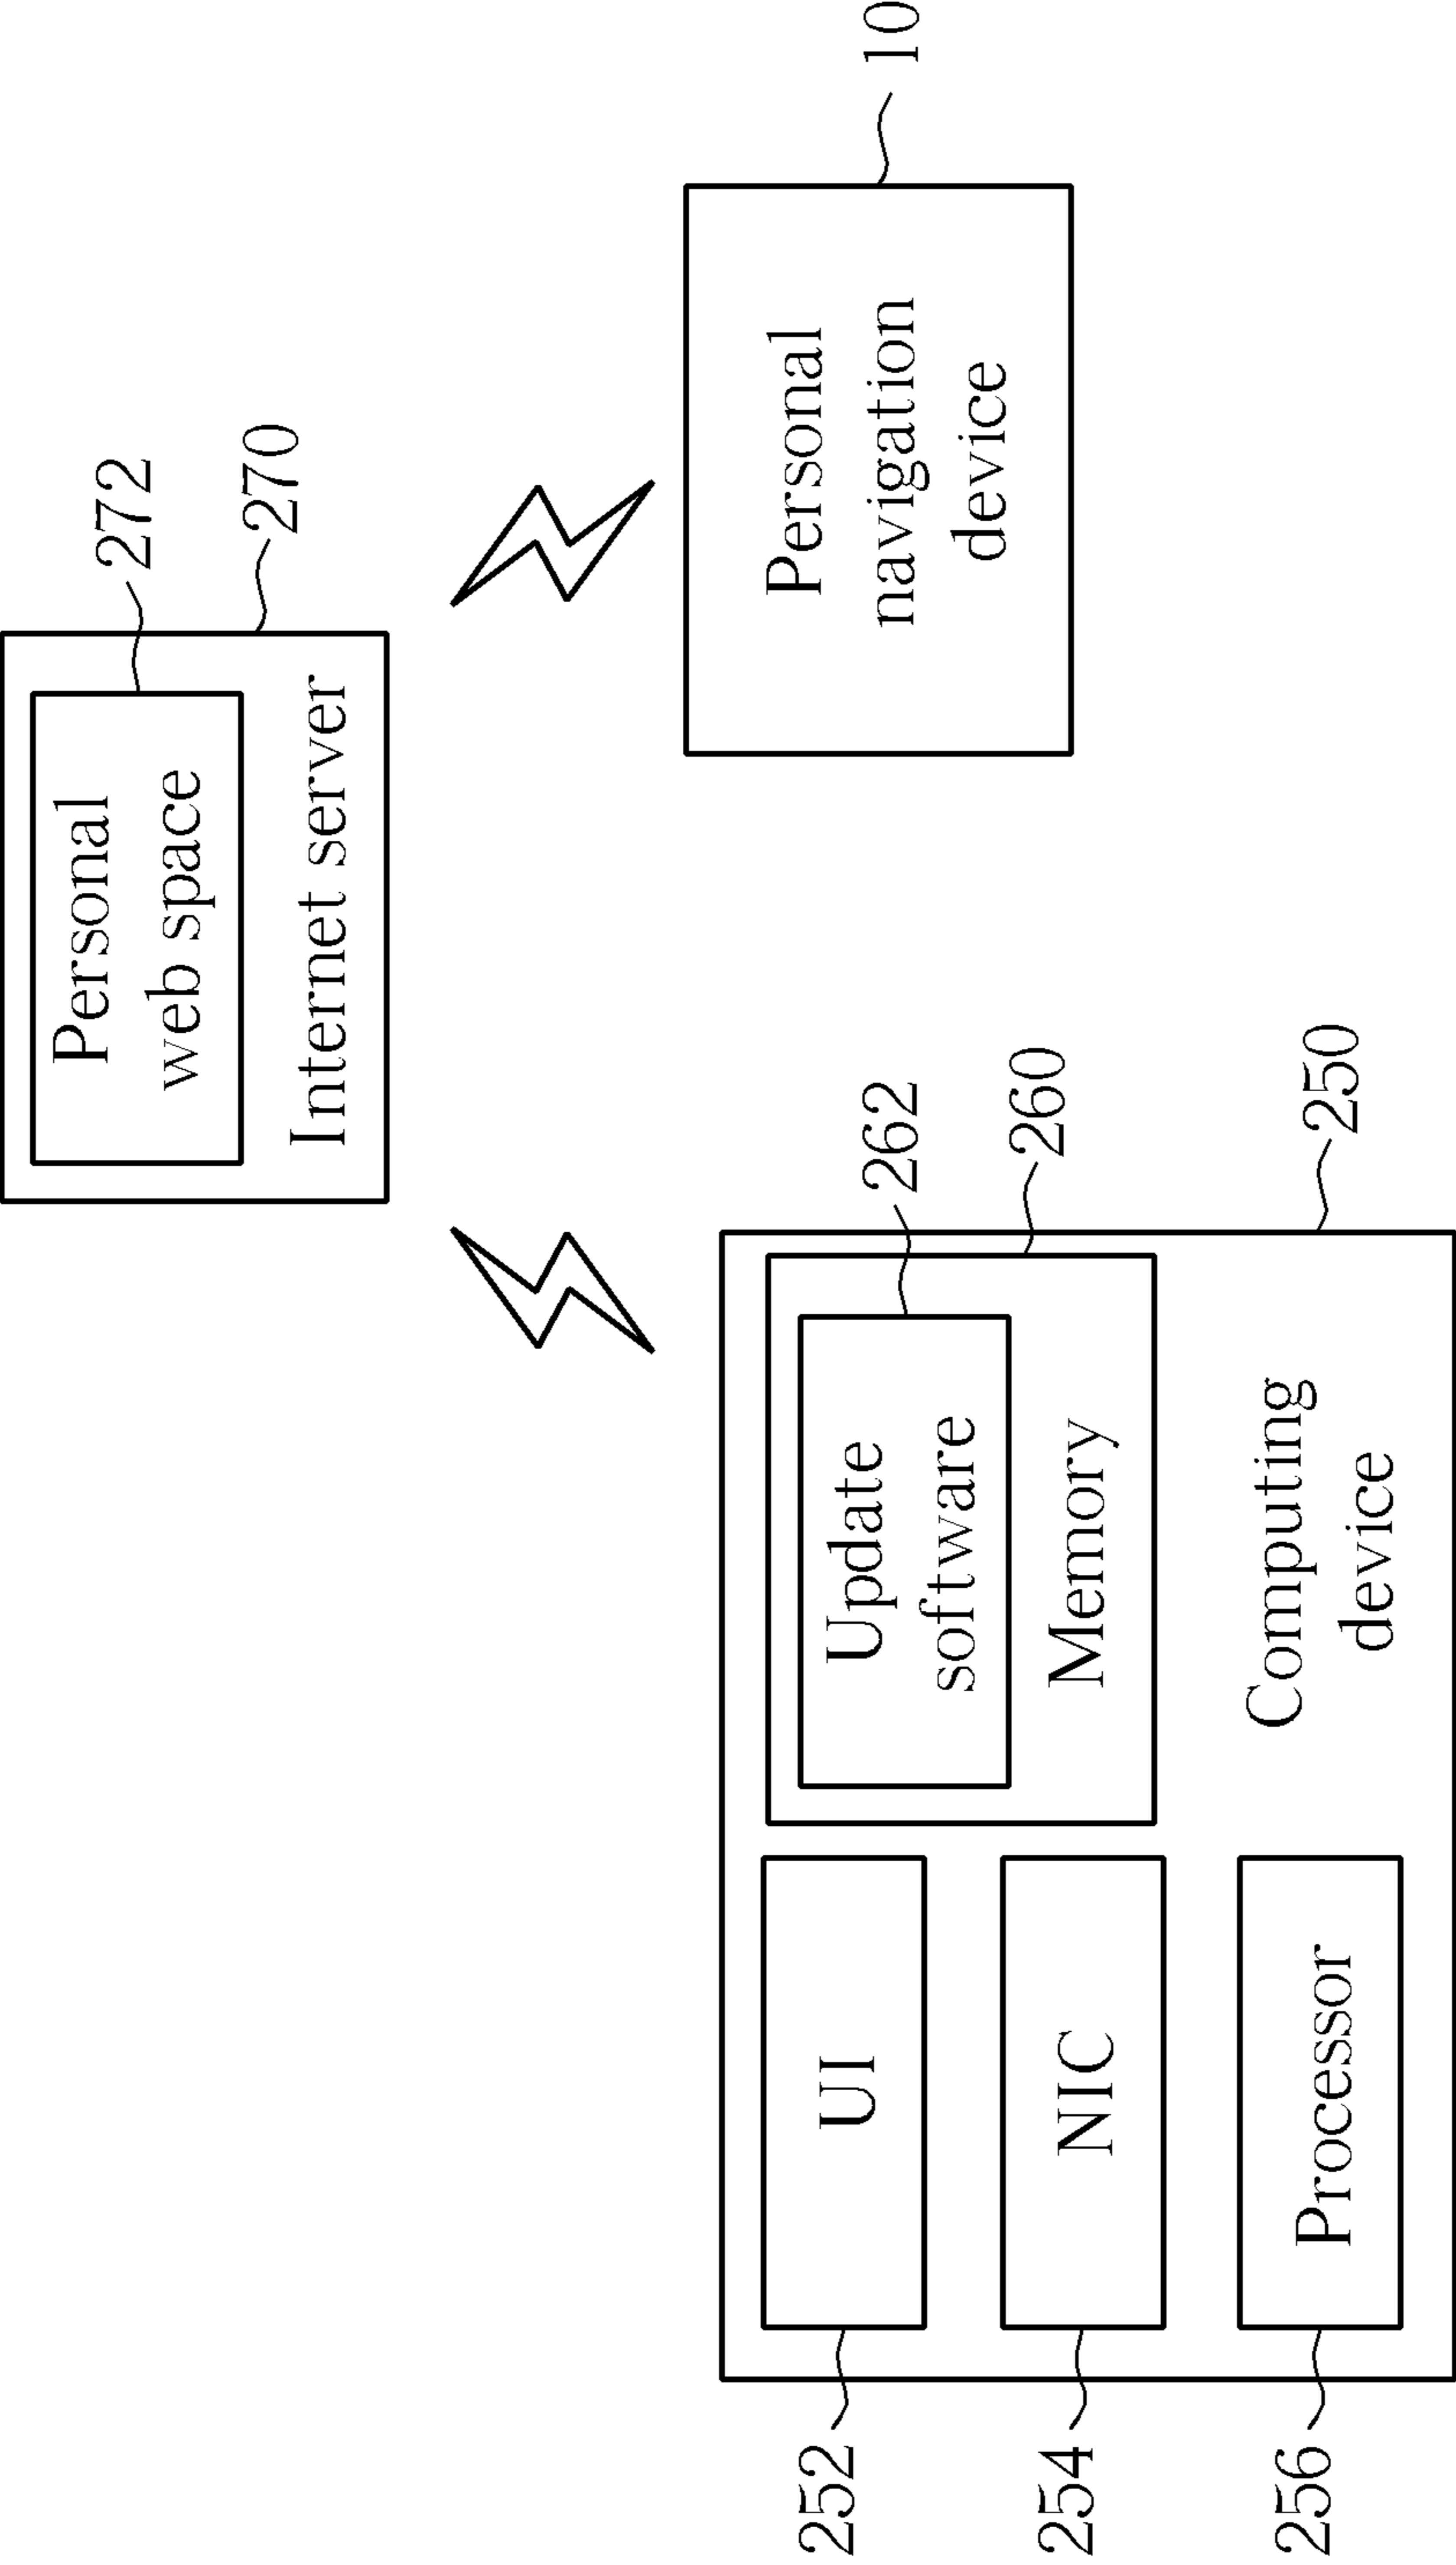 272
Personal
web space
270
Internet server
252
UI
254
NIC
256
Processor
262
Update
software
260
Memory
250
Computing
device
10
Personal
navigation
device